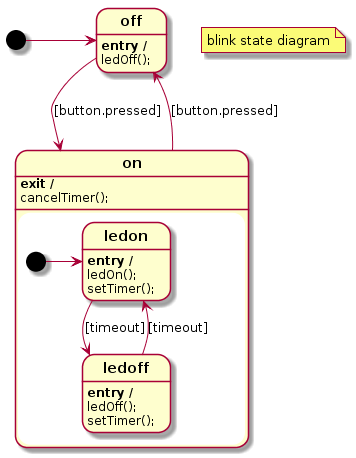 off
entry /
ledOff();
blink state diagram
[button.pressed]
[button.pressed]
on
exit /
cancelTimer();
ledon
entry /
ledOn();
setTimer();
[timeout]
[timeout]
ledoff
entry /
ledOff();
setTimer();